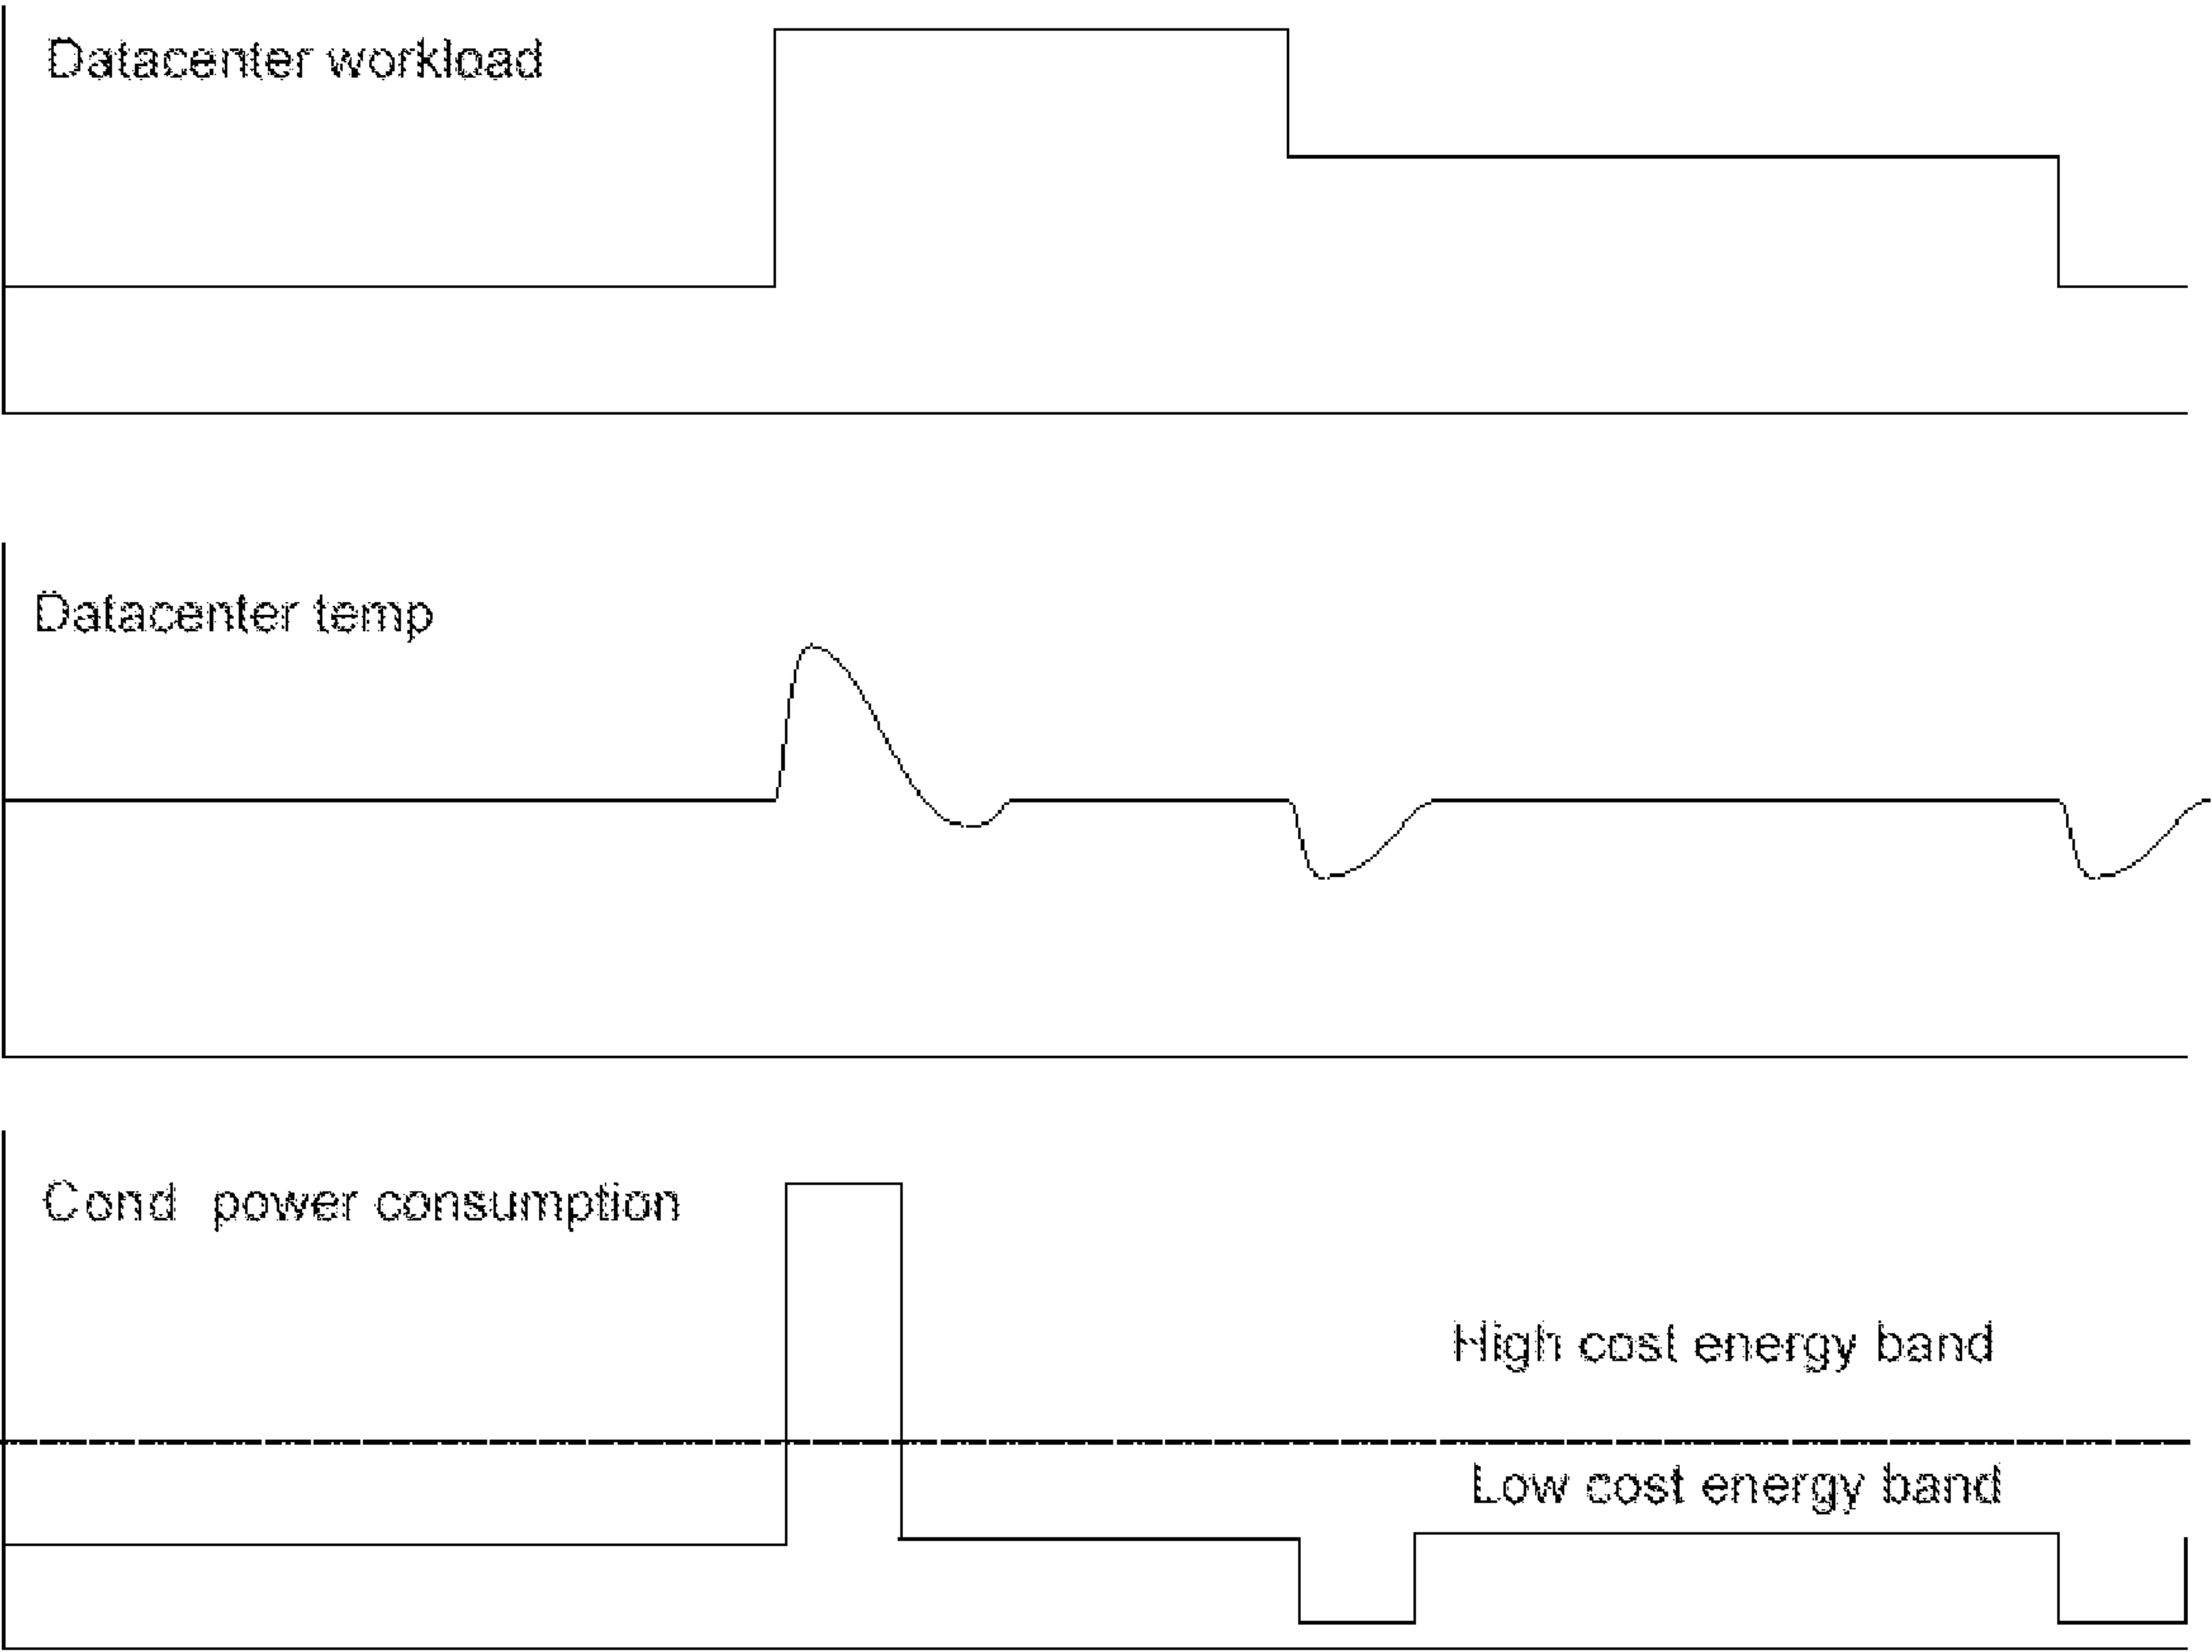 Datacenter workload
Datacenter temp
Cond power consumption
High cost energy band
Low cost energy band